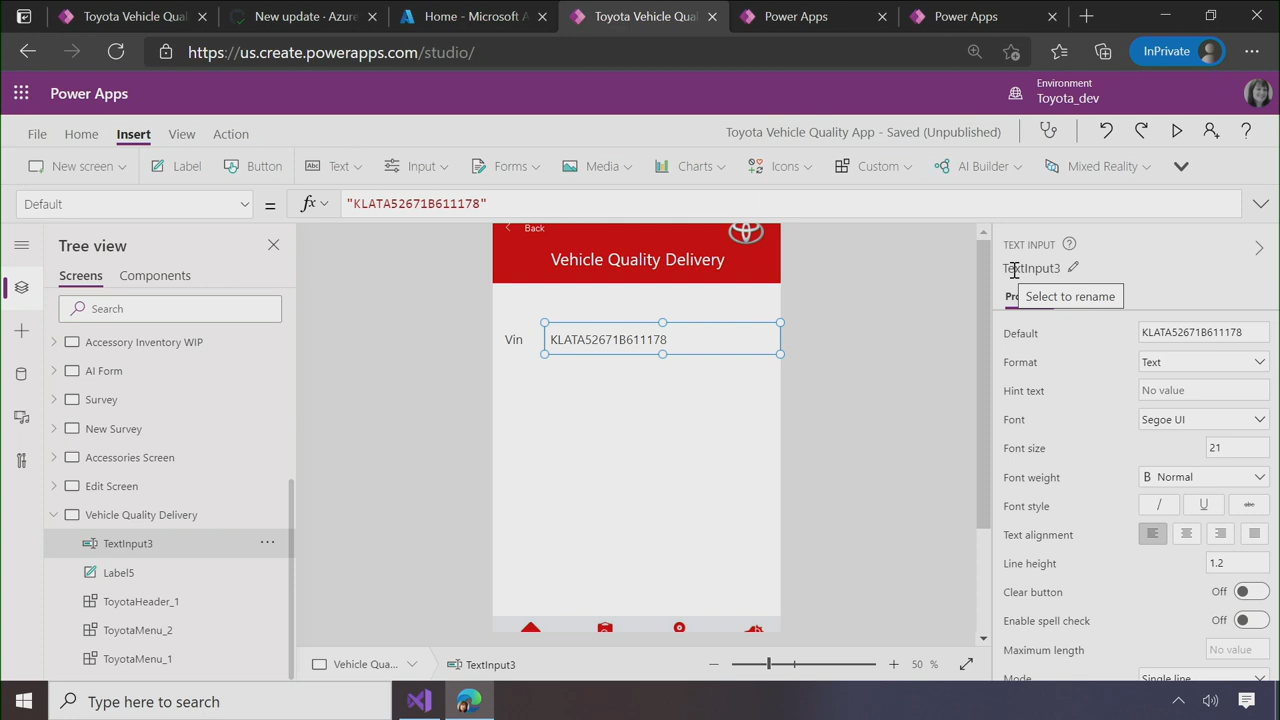 Toyota Vehicle Quali
New update · Azure
Home - Microsoft A
Toyota Vehicle Qualit
Power Apps
Power Apps
https://us.create.powerapps.com/studio/
InPrivate
Power Apps
Environment
Toyota_dev
File
Home
Insert
View
Action
Toyota Vehicle Quality App - Saved (Unpublished)
New screen
Label
Button
Text
Input
Forms
Media
Charts
Icons
Custom
AI Builder
Mixed Reality
Default
=
fx
"KLATA52671B611178"
Tree view
Screens
Components
Search
Accessory Inventory WIP
AI Form
Survey
New Survey
Accessories Screen
Edit Screen
Vehicle Quality Delivery
TextInput3
Label5
ToyotaHeader_1
ToyotaMenu_2
ToyotaMenu_1
Back
Vehicle Quality Delivery
Vin
KLATA52671B611178
Vehicle Qua...
TextInput3
50 %
TEXT INPUT
TextInput3
Pro
Select to rename
Default
KLATA52671B611178
Format
Text
Hint text
No value
Font
Segoe UI
Font size
21
Font weight
B Normal
Font style
/ U abc
Text alignment
Line height
1.2
Clear button
Off
Enable spell check
Off
Maximum length
No value
Mode
Single line
Type here to search